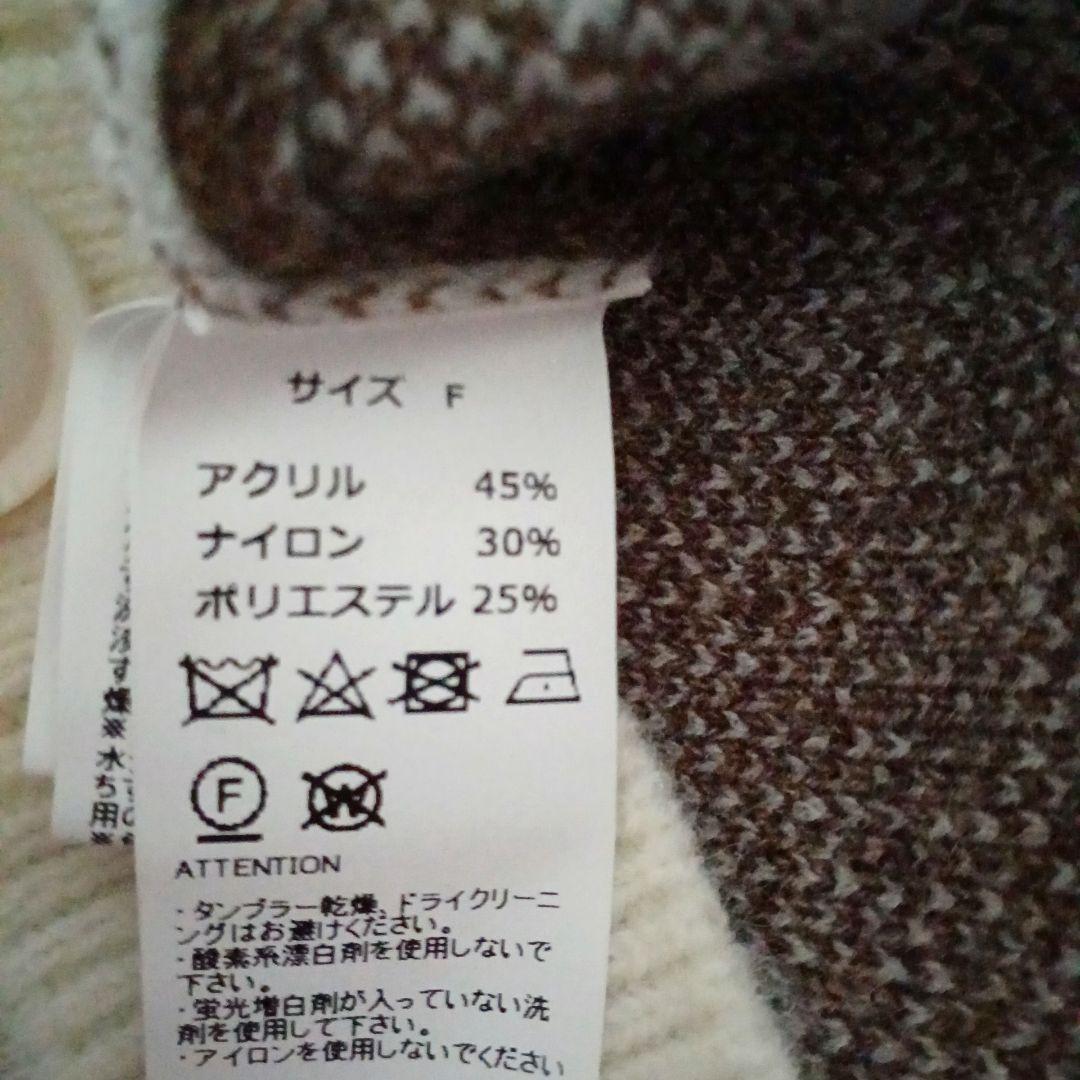 サイズ F
アクリル 45%
ナイロン 30%
ポリエステル 25%
F
W
ATTENTION
・タンブラー乾燥、ドライクリーニ
ングはお避けください。
・酸素系漂白剤を使用しないで
下さい。
・蛍光増白剤が入っていない洗
剤を使用して下さい。
・アイロンを使用しないでください